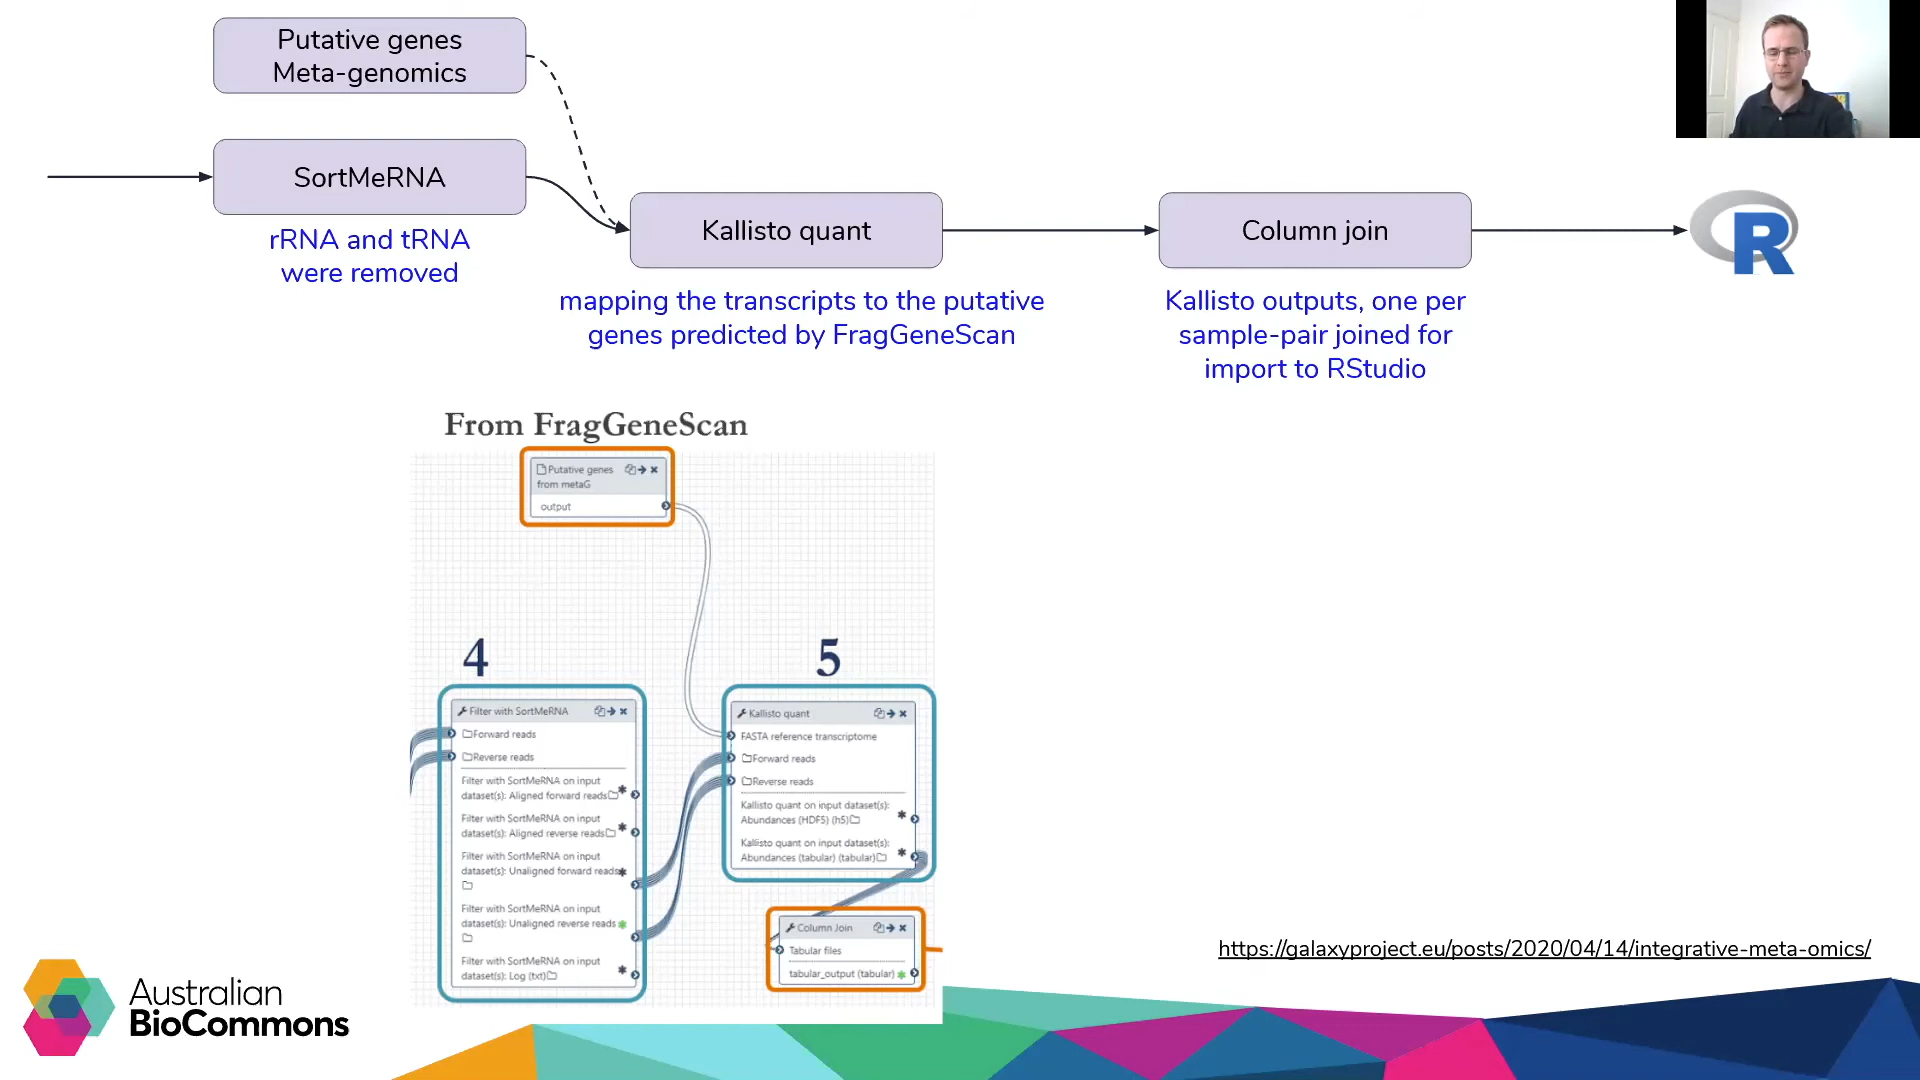 Putative genes
Meta-genomics
SortMeRNA
rRNA and tRNA
were removed
Kallisto quant
mapping the transcripts to the putative
genes predicted by FragGeneScan
Column join
Kallisto outputs, one per
sample-pair joined for
import to RStudio
R
From FragGeneScan
Putative genes
from metaG
output
4
Filter with SortMeRNA
Forward reads
Reverse reads
Filter with SortMeRNA on input
dataset(s): Aligned forward reads
Filter with SortMeRNA on input
dataset(s): Aligned reverse reads
Filter with SortMeRNA on input
dataset(s): Unaligned forward reads
Filter with SortMeRNA on input
dataset(s): Unaligned reverse reads
Filter with SortMeRNA on input
dataset(s): Log (txt)
5
Kallisto quant
FASTA reference transcriptome
Forward reads
Reverse reads
Kallisto quant on input dataset(s):
Abundances (HDF5) (h5)
Kallisto quant on input dataset(s):
Abundances (tabular) (tabular)
Column Join
Tabular files
tabular_output (tabular)
https://galaxyproject.eu/posts/2020/04/14/integrative-meta-omics/
Australian
BioCommons